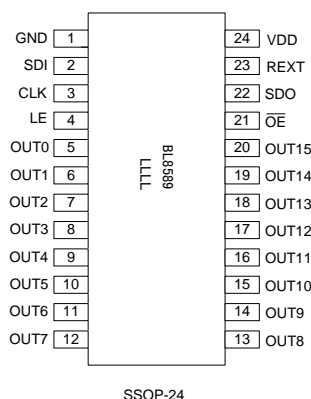 GND 1 24 VDD
SDI 2 23 REXT
CLK 3 22 SDO
LE 4 21 OE
OUT0 5 20 OUT15
OUT1 6 19 OUT14
OUT2 7 18 OUT13
OUT3 8 17 OUT12
OUT4 9 16 OUT11
OUT5 10 15 OUT10
OUT6 11 14 OUT9
OUT7 12 13 OUT8
BL8589
LLLL
SSOP-24